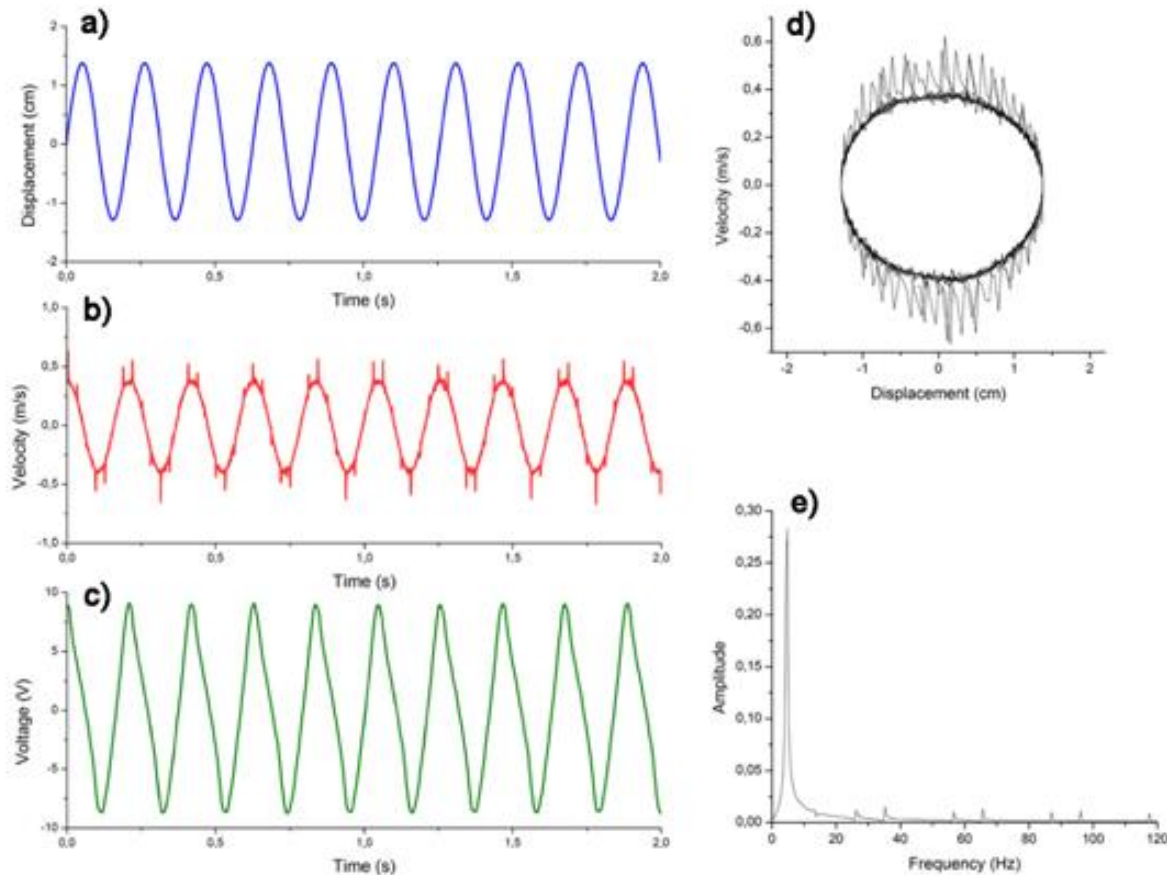 a)
Displacement (cm)
2
1
0
-1
-2
0,0 0,5 1,0 1,5 2,0
Time (s)
b)
Velocity (m/s)
1,0
0,5
0,0
-0,5
-1,0
0,0 0,5 1,0 1,5 2,0
Time (s)
c)
Voltage (V)
10
5
0
-5
-10
0,0 0,5 1,0 1,5 2,0
Time (s)
d)
Velocity (m/s)
0,6
0,4
0,2
0,0
-0,2
-0,4
-0,6
-2 -1 0 1 2
Displacement (cm)
e)
Amplitude
0,30
0,25
0,20
0,15
0,10
0,05
0,00
0 20 40 60 80 100 120
Frequency (Hz)